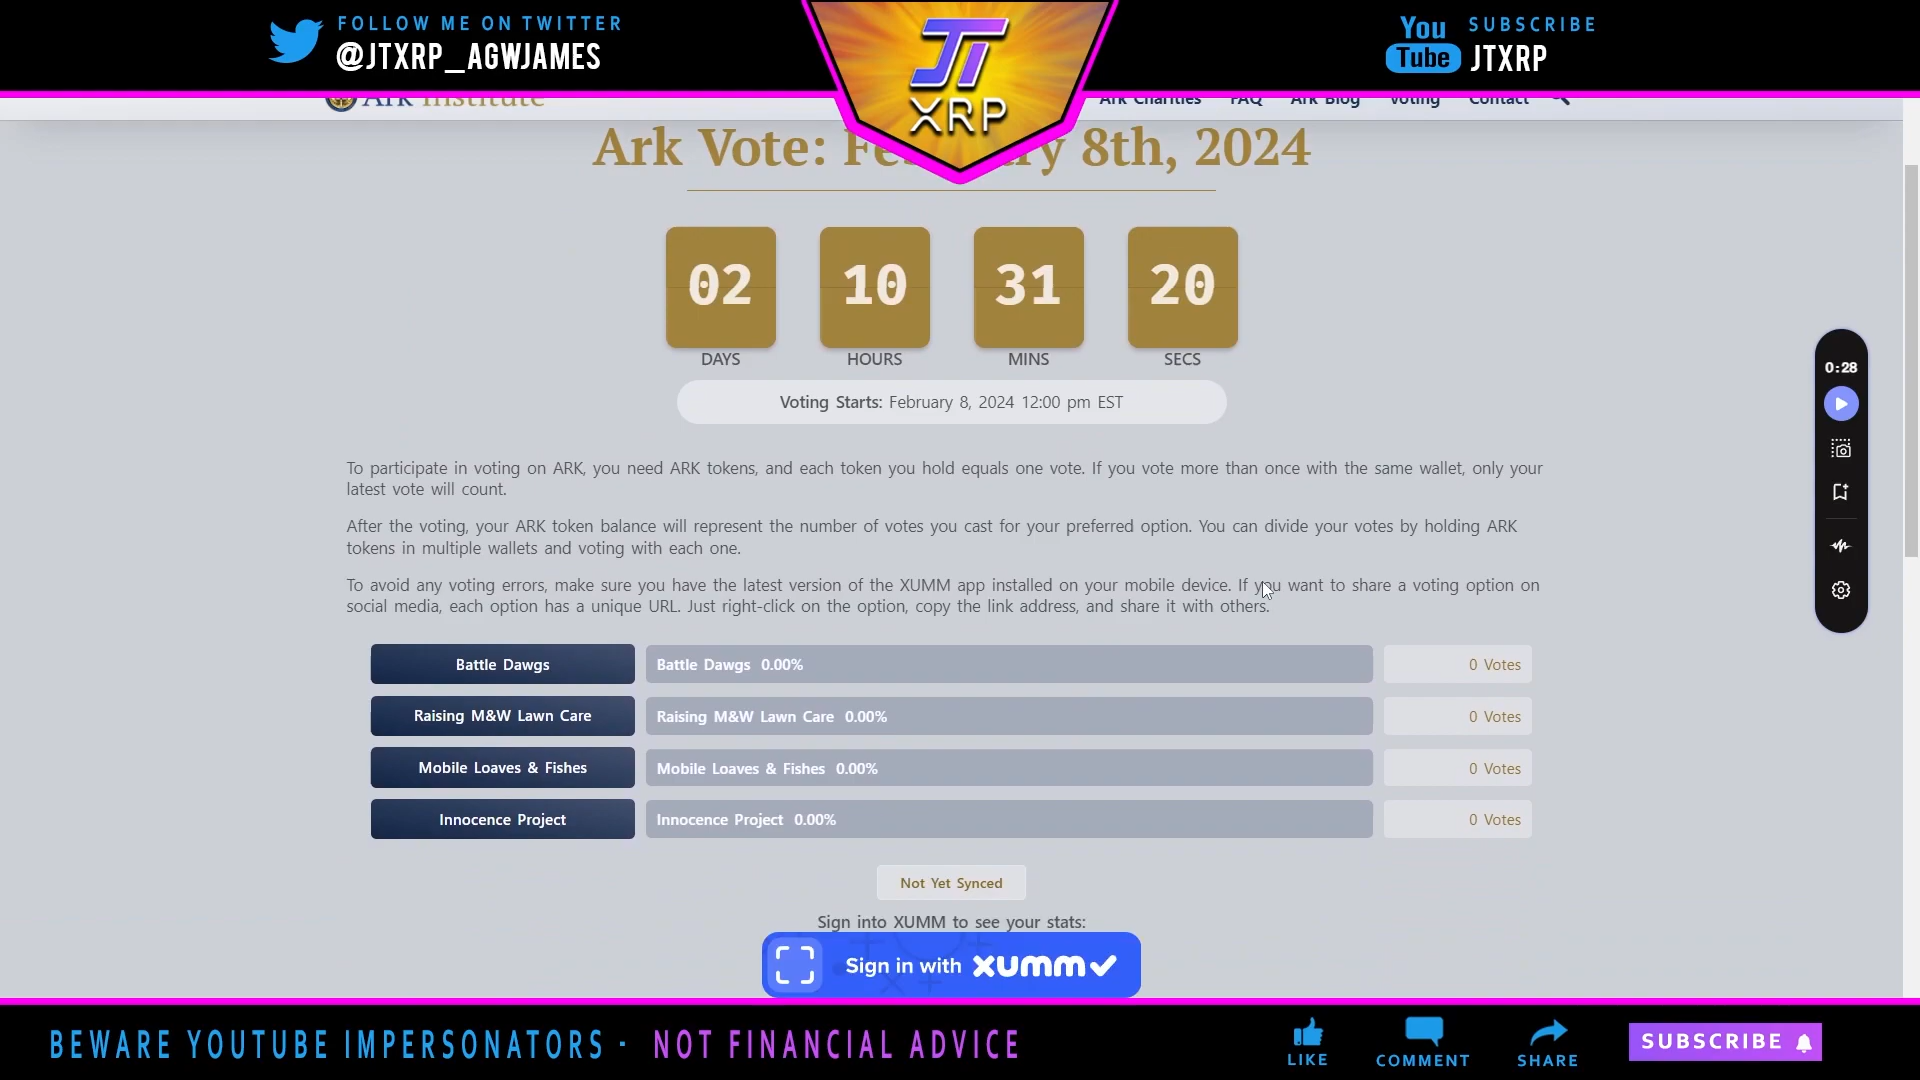 FOLLOW ME ON TWITTER
@JTXRP_AGWJAMES
JT
XRP
You
Tube
SUBSCRIBE
JTXRP
Ark Institute
Ark Charities FAQ Ark Blog Voting Contact
Ark Vote: 8th, 2024
02 10 31 20
DAYS HOURS MINS SECS
Voting Starts: February 8, 2024 12:00 pm EST
To participate in voting on ARK, you need ARK tokens, and each token you hold equals one vote. If you vote more than once with the same wallet, only your
latest vote will count.
After the voting, your ARK token balance will represent the number of votes you cast for your preferred option. You can divide your votes by holding ARK
tokens in multiple wallets and voting with each one.
To avoid any voting errors, make sure you have the latest version of the XUMM app installed on your mobile device. If you want to share a voting option on
social media, each option has a unique URL. Just right-click on the option, copy the link address, and share it with others.
Battle Dawgs Battle Dawgs 0.00% 0 Votes
Raising M&W Lawn Care Raising M&W Lawn Care 0.00% 0 Votes
Mobile Loaves & Fishes Mobile Loaves & Fishes 0.00% 0 Votes
Innocence Project Innocence Project 0.00% 0 Votes
Not Yet Synced
Sign into XUMM to see your stats:
Sign in with xumm
0:28
BEWARE YOUTUBE IMPERSONATORS - NOT FINANCIAL ADVICE
LIKE COMMENT SHARE SUBSCRIBE